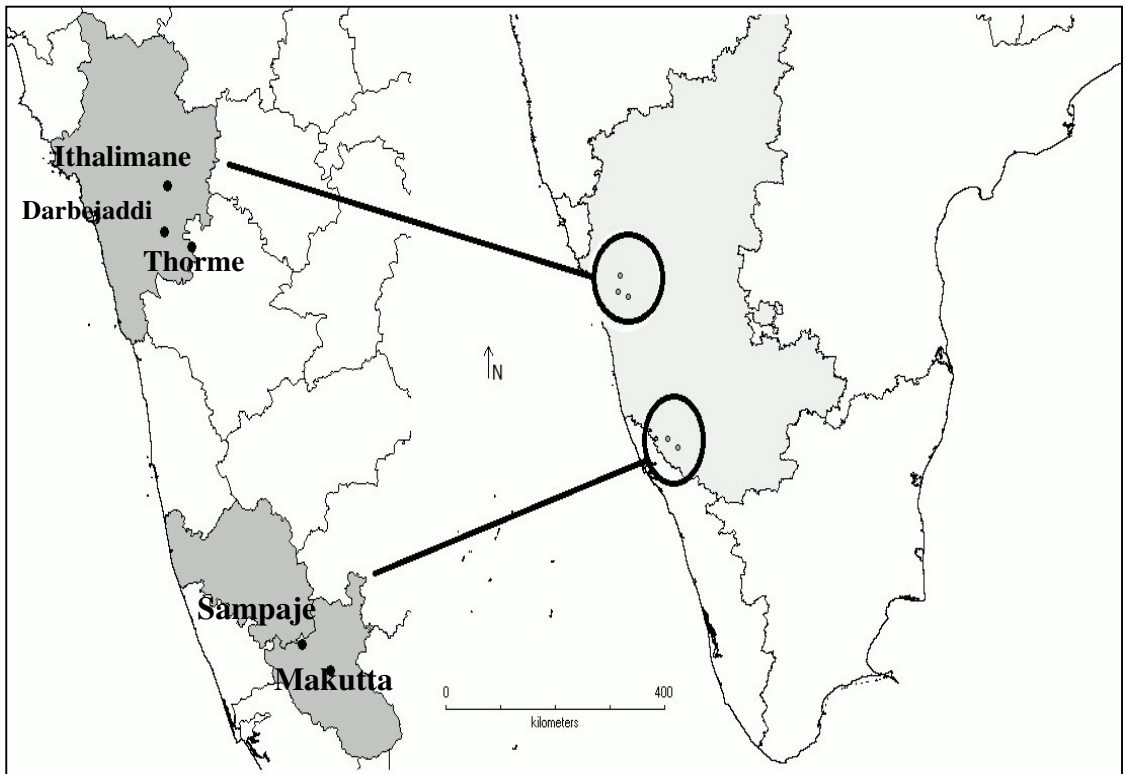 Ithalimane
Darbejaddi
Thorme
N
Sampaje
Makutta
0 400
kilometers